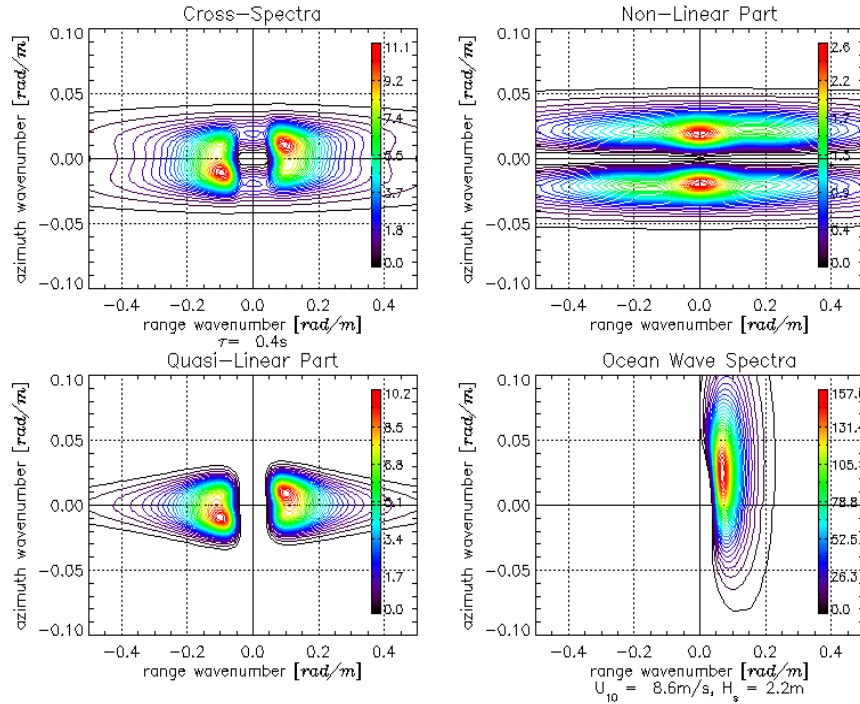 Cross-Spectra
Non-Linear Part
azimuth wavenumber [rad/m]
0.10
0.05
0.00
-0.05
-0.10
11.1
9.2
7.4
5.5
3.7
1.8
0.0
-0.4 -0.2 0.0 0.2 0.4
range wavenumber [rad/m]
τ= 0.4s
azimuth wavenumber [rad/m]
0.10
0.05
0.00
-0.05
-0.10
2.6
2.2
0.4
0.0
-0.4 -0.2 0.0 0.2 0.4
range wavenumber [rad/m]
Quasi-Linear Part
Ocean Wave Spectra
azimuth wavenumber [rad/m]
0.10
0.05
0.00
-0.05
-0.10
10.2
8.5
6.8
5.1
3.4
1.7
0.0
-0.4 -0.2 0.0 0.2 0.4
range wavenumber [rad/m]
azimuth wavenumber [rad/m]
0.10
0.05
0.00
-0.05
-0.10
157.
131.4
105.
78.8
52.5
26.3
0.0
-0.4 -0.2 0.0 0.2 0.4
range wavenumber [rad/m]
U₁₀ = 8.6m/s, Hₛ = 2.2m